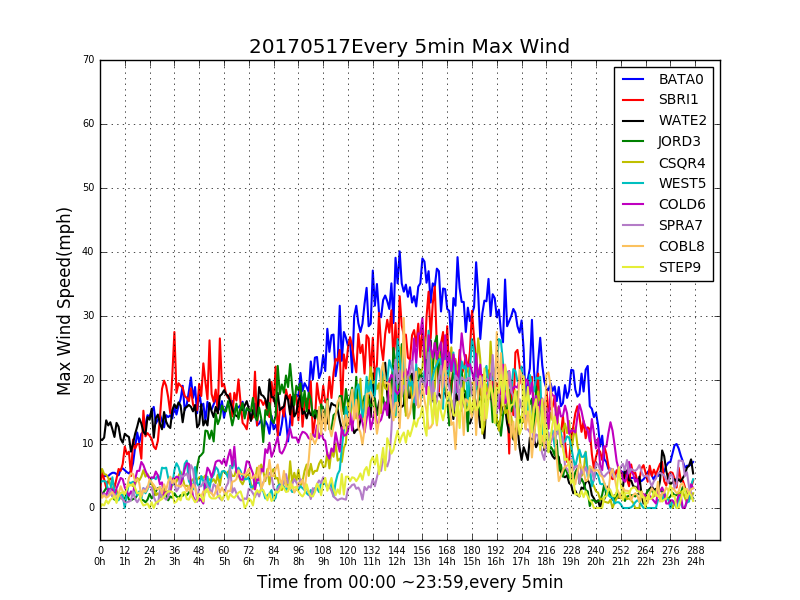 20170517Every 5min Max Wind
70
60
50
40
30
20
10
0
Max Wind Speed(mph)
BATA0
SBRI1
WATE2
JORD3
CSQR4
WEST5
COLD6
SPRA7
COBL8
STEP9
0 12 24 36 48 60 72 84 96 108 120 132 144 156 168 180 192 204 216 228 240 252 264 276 288
0h 1h 2h 3h 4h 5h 6h 7h 8h 9h 10h 11h 12h 13h 14h 15h 16h 17h 18h 19h 20h 21h 22h 23h 24h
Time from 00:00 ~23:59,every 5min